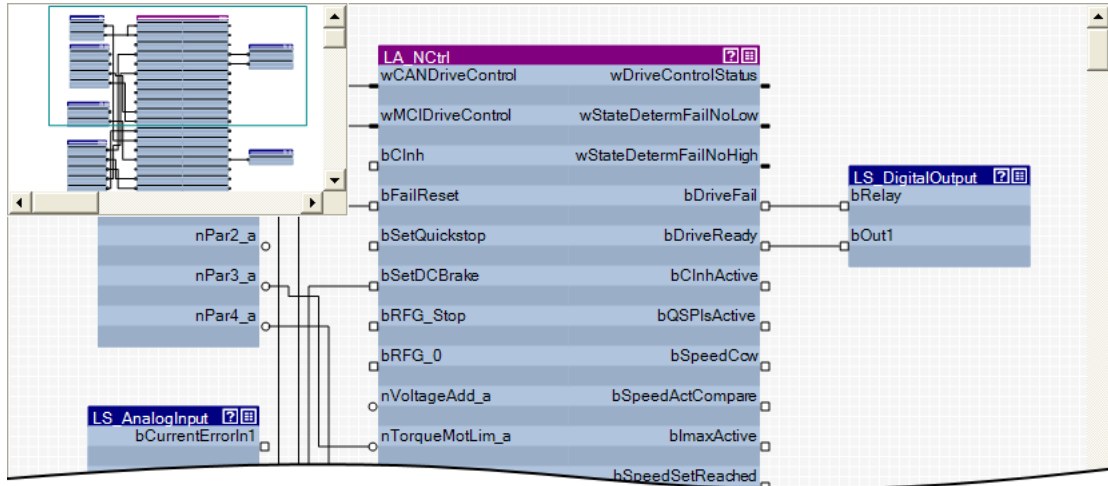 LA_NCtrl
wCANDriveControl
wDriveControlStatus
wMCIDriveControl
wStateDetermFailNoLow
bCInh
wStateDetermFailNoHigh
bFailReset
bDriveFail
bSetQuickstop
bDriveReady
bSetDCBrake
bCInhActive
bRFG_Stop
bQSPIsActive
bRFG_0
bSpeedCcw
nVoltageAdd_a
bSpeedActCompare
nTorqueMotLim_a
bImaxActive
bSpeedSetReached
LS_DigitalOutput
bRelay
bOut1
nPar2_a
nPar3_a
nPar4_a
LS_AnalogInput
bCurrentErrorIn1